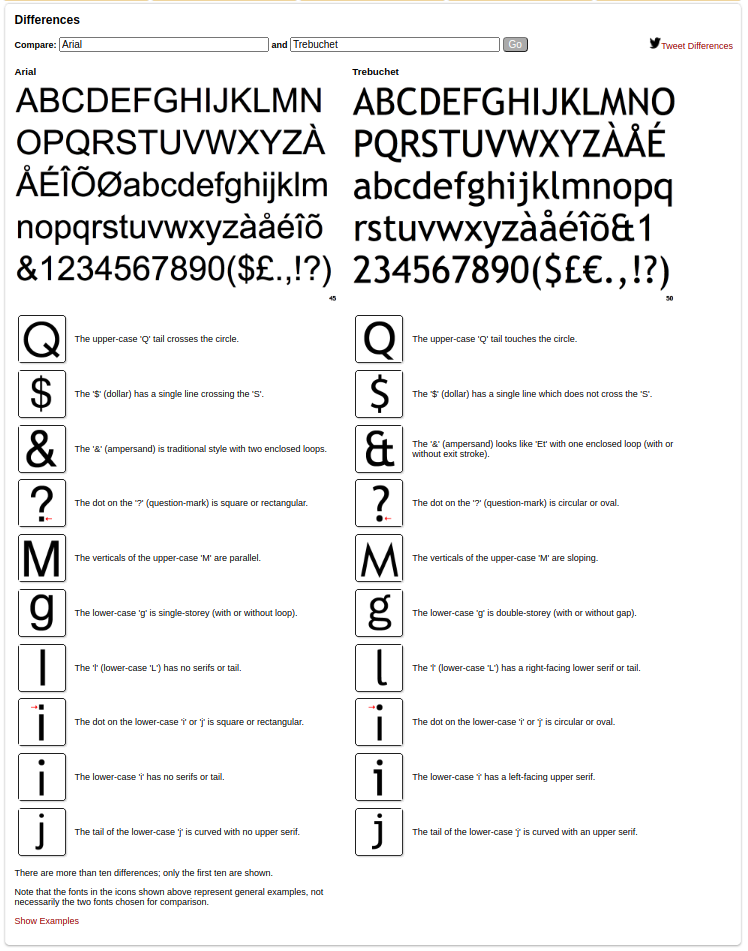 Differences
Compare: Arial and Trebuchet Go Tweet Differences
Arial Trebuchet
ABCDEFGHIJKLMN
OPQRSTUVWXYZÀ
ÅÉÎÕØabcdefghijklm
nopqrstuvwxyzàåéîõ
&1234567890($£.,!?)
45
ABCDEFGHIJKLMNO
PQRSTUVWXYZÀÅÉ
abcdefghijklmnopq
rstuvwxyzàåéîõ&1
234567890($£€.,!?)
50
Q The upper-case 'Q' tail crosses the circle.
Q The upper-case 'Q' tail touches the circle.
$ The '$' (dollar) has a single line crossing the 'S'.
$ The '$' (dollar) has a single line which does not cross the 'S'.
& The '&' (ampersand) is traditional style with two enclosed loops.
& The '&' (ampersand) looks like 'Et' with one enclosed loop (with or
without exit stroke).
? The dot on the '?' (question-mark) is square or rectangular.
? The dot on the '?' (question-mark) is circular or oval.
M The verticals of the upper-case 'M' are parallel.
M The verticals of the upper-case 'M' are sloping.
g The lower-case 'g' is single-storey (with or without loop).
g The lower-case 'g' is double-storey (with or without gap).
l The 'l' (lower-case 'L') has no serifs or tail.
l The 'l' (lower-case 'L') has a right-facing lower serif or tail.
i The dot on the lower-case 'i' or 'j' is square or rectangular.
i The dot on the lower-case 'i' or 'j' is circular or oval.
i The lower-case 'i' has no serifs or tail.
i The lower-case 'i' has a left-facing upper serif.
j The tail of the lower-case 'j' is curved with no upper serif.
j The tail of the lower-case 'j' is curved with an upper serif.
There are more than ten differences; only the first ten are shown.
Note that the fonts in the icons shown above represent general examples, not
necessarily the two fonts chosen for comparison.
Show Examples